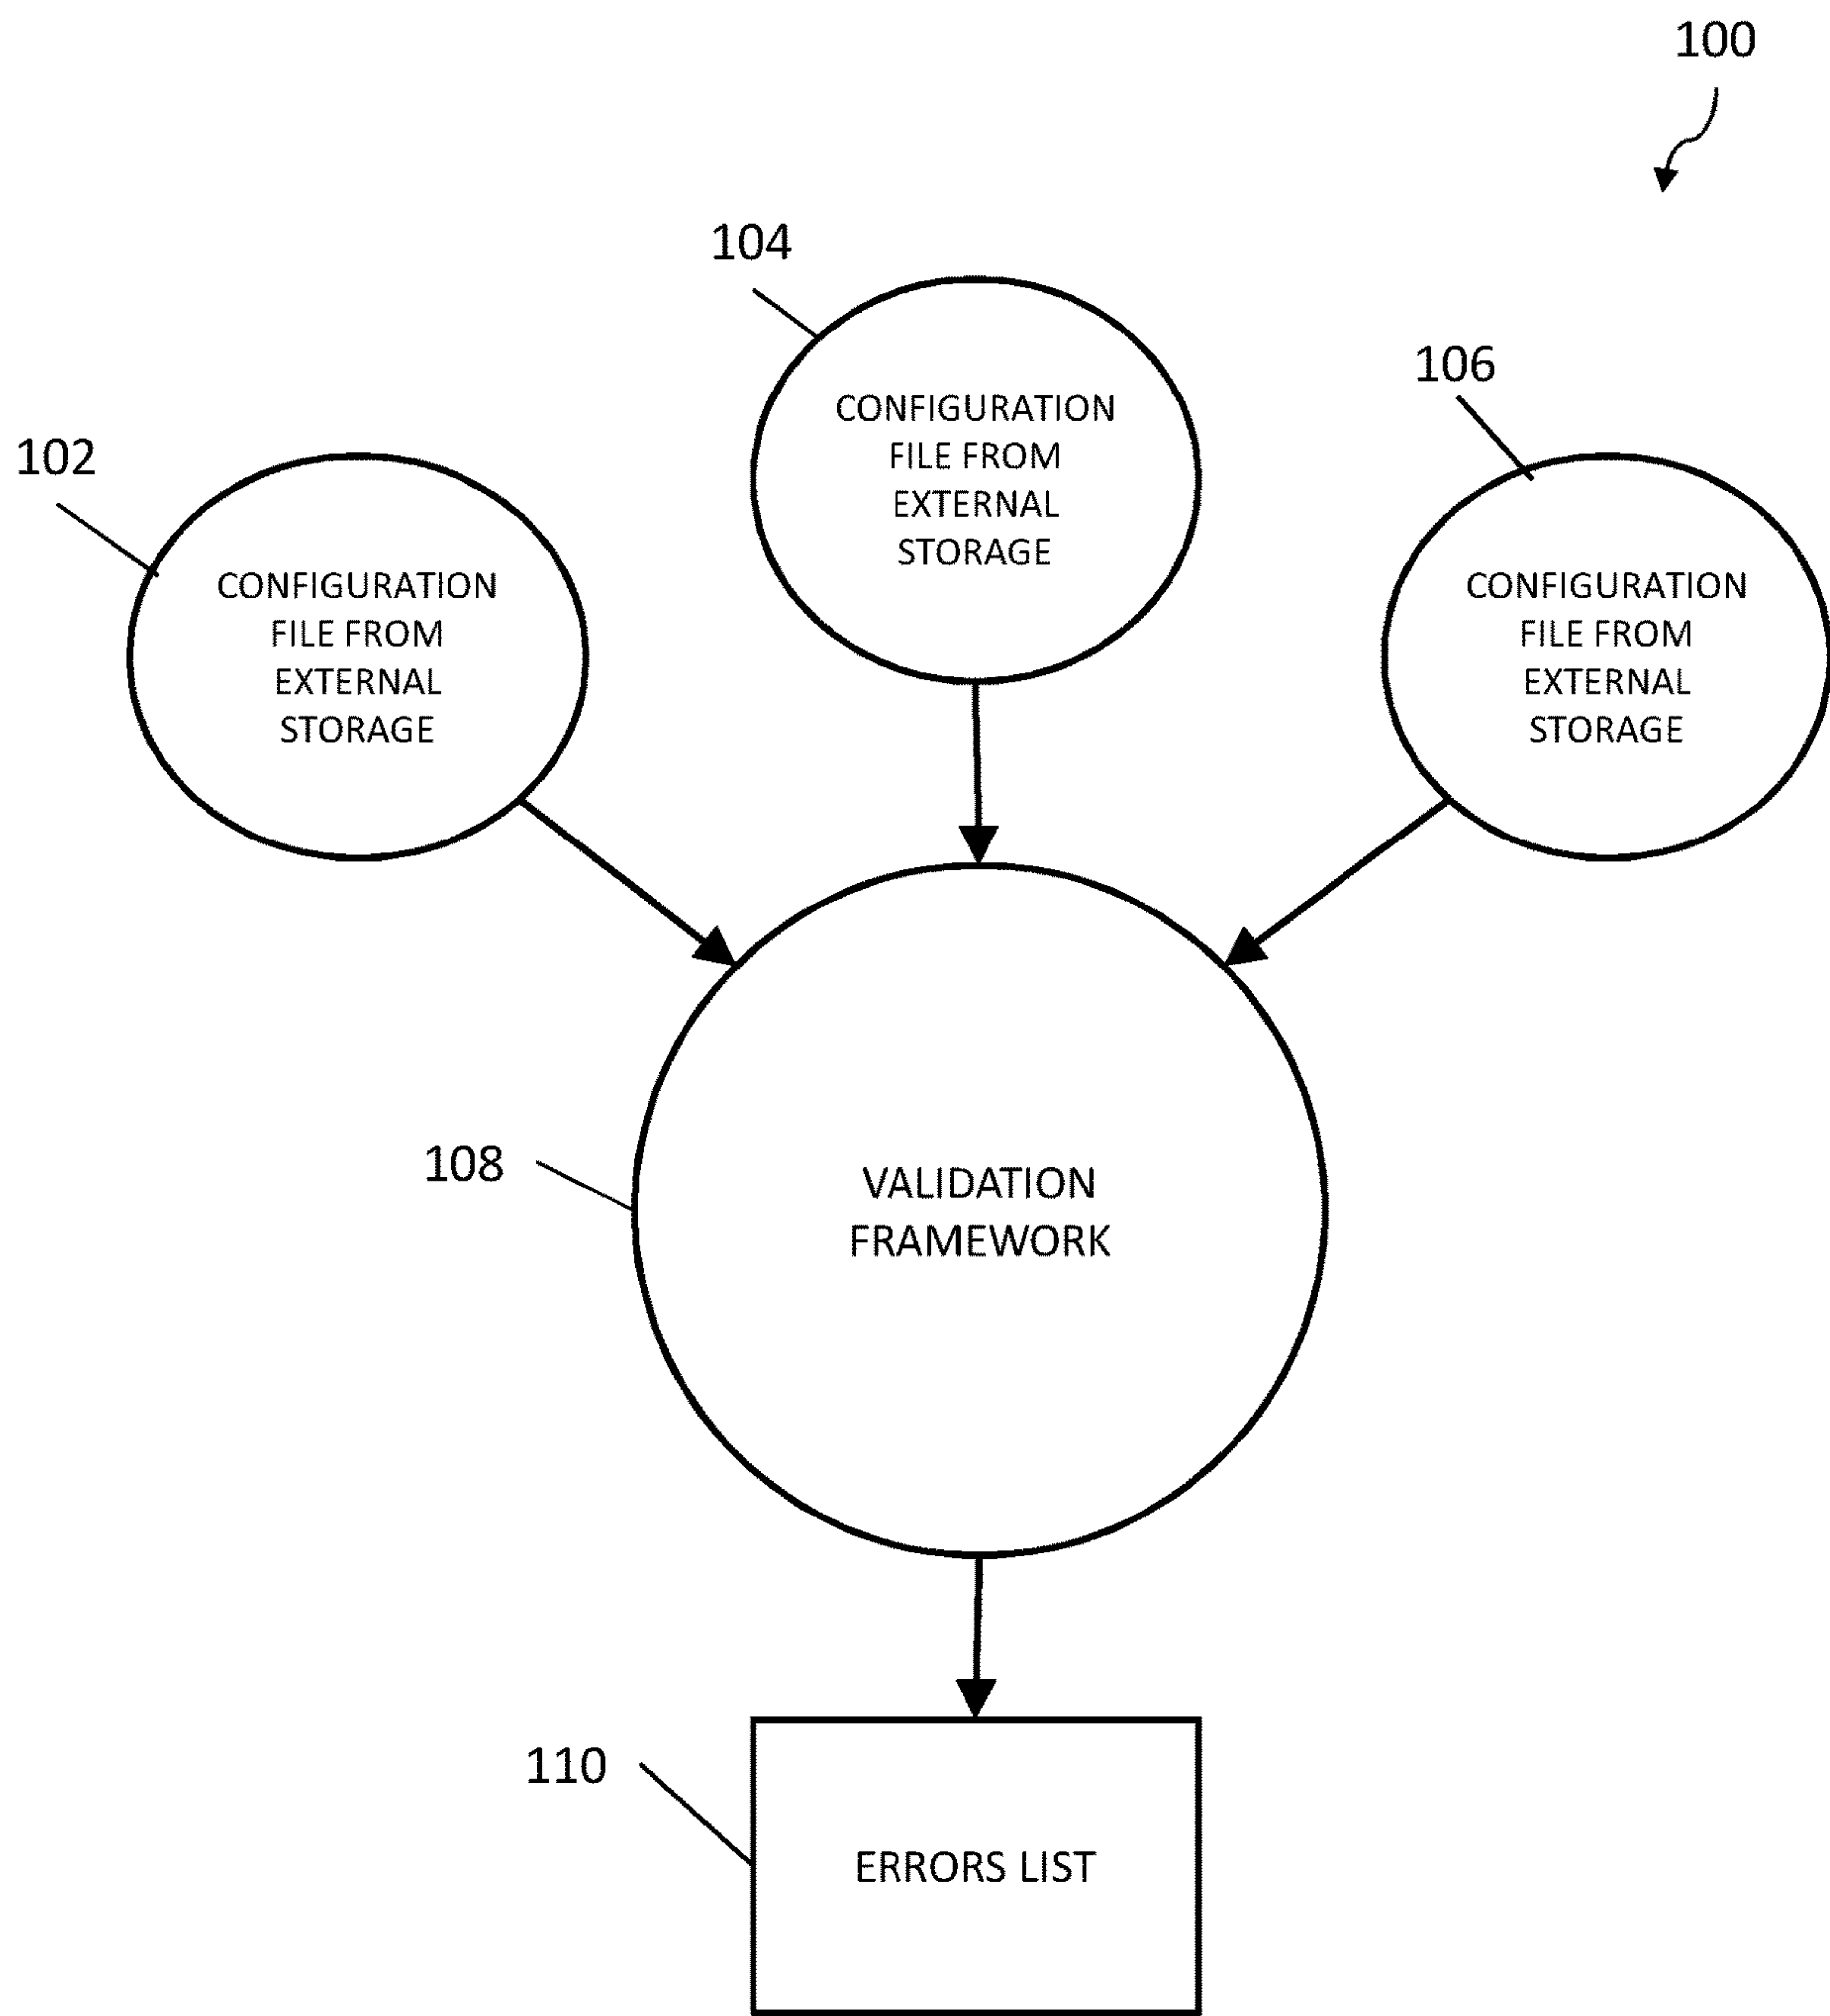 100
104
CONFIGURATION
FILE FROM
EXTERNAL
STORAGE
106
102
CONFIGURATION
FILE FROM
EXTERNAL
STORAGE
CONFIGURATION
FILE FROM
EXTERNAL
STORAGE
108
VALIDATION
FRAMEWORK
110
ERRORS LIST